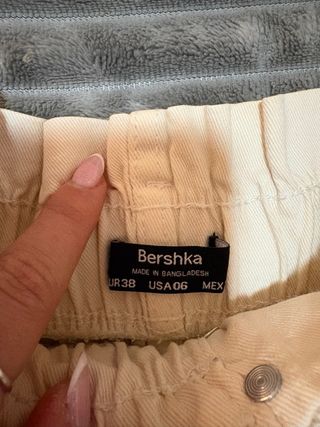 Bershka
MADE IN BANGLADESH
UR38 USA06 MEX